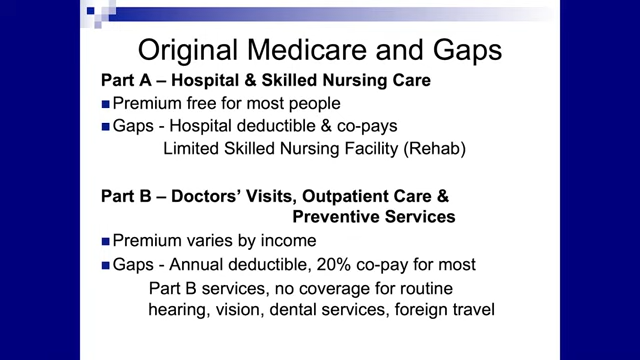 Original Medicare and Gaps
Part A – Hospital & Skilled Nursing Care
Premium free for most people
Gaps - Hospital deductible & co-pays
Limited Skilled Nursing Facility (Rehab)
Part B – Doctors’ Visits, Outpatient Care &
Preventive Services
Premium varies by income
Gaps - Annual deductible, 20% co-pay for most
Part B services, no coverage for routine
hearing, vision, dental services, foreign travel